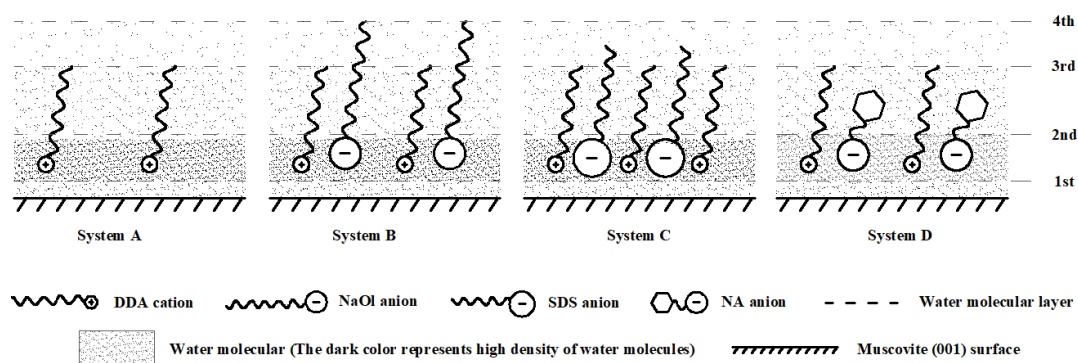 4th
3rd
2nd
1st
System A System B System C System D
DDA cation NaOl anion SDS anion NA anion Water molecular layer
Water molecular (The dark color represents high density of water molecules) Muscovite (001) surface